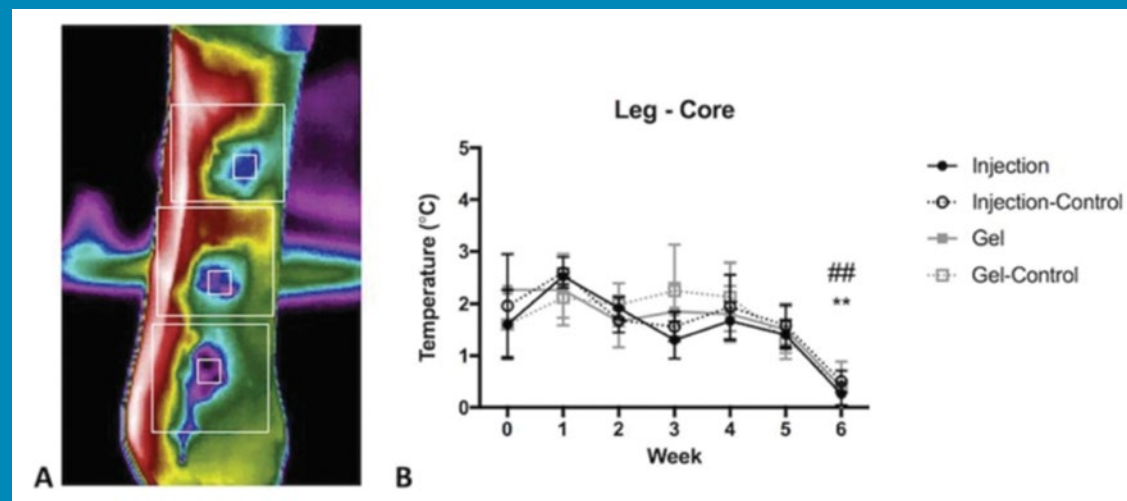 A
B
Leg - Core
Temperature (°C)
5
4
3
2
1
0
0 1 2 3 4 5 6
Week
##
**
Injection
Injection-Control
Gel
Gel-Control